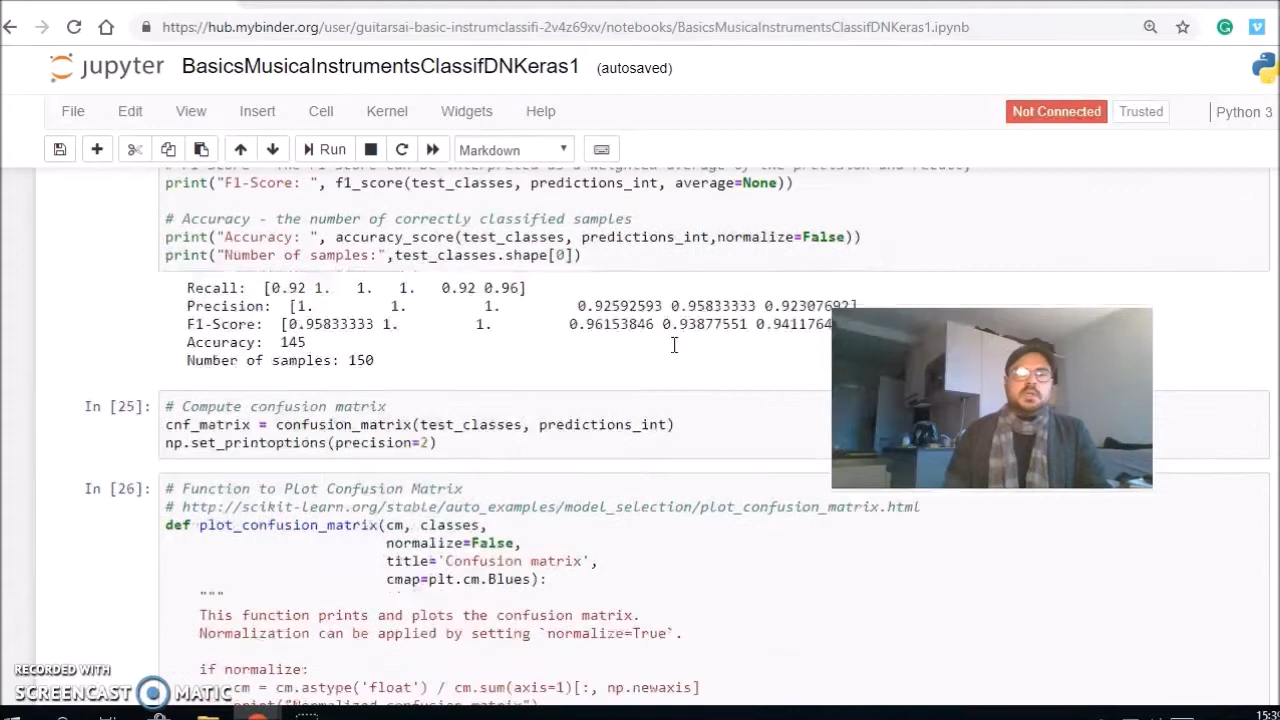 https://hub.mybinder.org/user/guitarsai-basic-instrumclassifi-2v4z69xv/notebooks/BasicsMusicalInstrumentsClassifDNKeras1.ipynb
jupyter BasicsMusicalInstrumentsClassifDNKeras1 (autosaved)
File Edit View Insert Cell Kernel Widgets Help Not Connected Trusted Python 3
Run Markdown
print("F1-Score: ", f1_score(test_classes, predictions_int, average=None))
# Accuracy - the number of correctly classified samples
print("Accuracy: ", accuracy_score(test_classes, predictions_int,normalize=False))
print("Number of samples:",test_classes.shape[0])
Recall: [0.92 1. 1. 1. 0.92 0.96]
Precision: [1. 1. 1. 0.92592593 0.95833333 0.92307692]
F1-Score: [0.95833333 1. 1. 0.96153846 0.93877551 0.9411764
Accuracy: 145
Number of samples: 150
In [25]: # Compute confusion matrix
cnf_matrix = confusion_matrix(test_classes, predictions_int)
np.set_printoptions(precision=2)
In [26]: # Function to Plot Confusion Matrix
# http://scikit-learn.org/stable/auto_examples/model_selection/plot_confusion_matrix.html
def plot_confusion_matrix(cm, classes,
normalize=False,
title='Confusion matrix',
cmap=plt.cm.Blues):
"""
This function prints and plots the confusion matrix.
Normalization can be applied by setting `normalize=True`.
if normalize:
cm = cm.astype('float') / cm.sum(axis=1)[:, np.newaxis]
RECORDED WITH
SCREENCAST MATIC